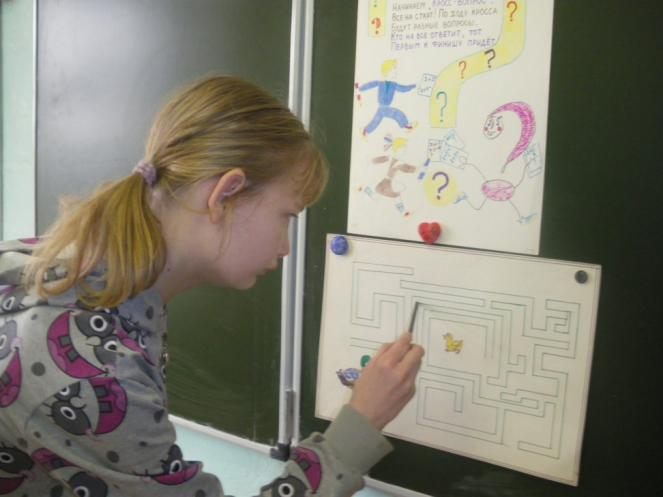 НАЧИНАЕМ „КРОСС-ВОПРОС".
ВСЕ НА СТАРТ! ПО ХОДУ КРОССА
БУДУТ РАЗНЫЕ ВОПРОСЫ.
КТО НА ВСЕ ОТВЕТИТ, ТОТ
ПЕРВЫМ К ФИНИШУ ПРИДЁТ.
?
?
?
?
?
?